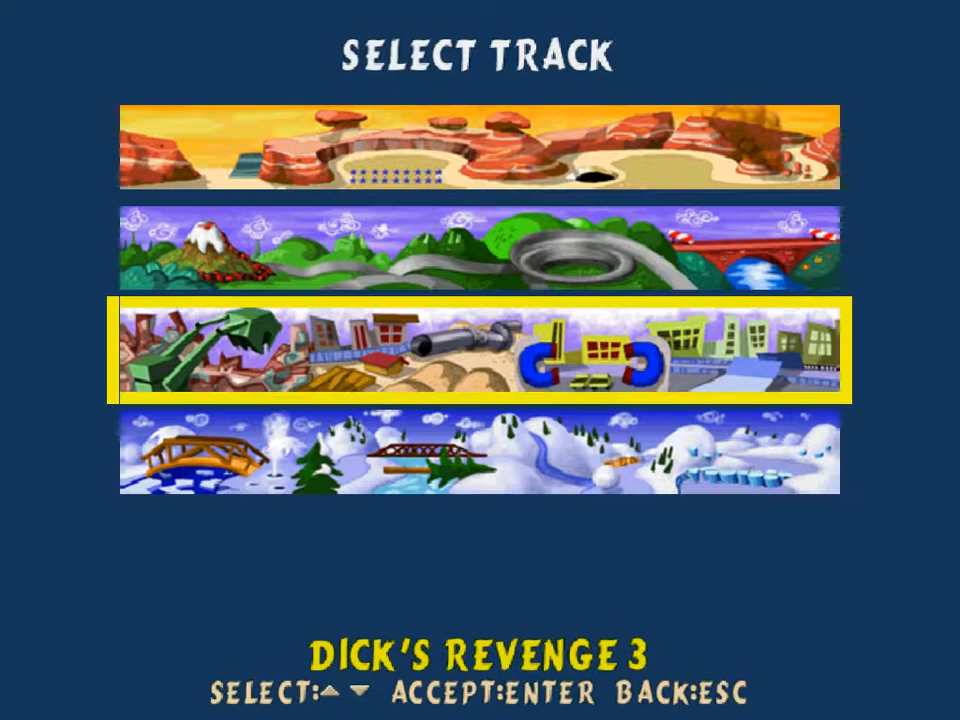 SELECT TRACK
DICK'S REVENGE 3
SELECT: ACCEPT:ENTER BACK:ESC